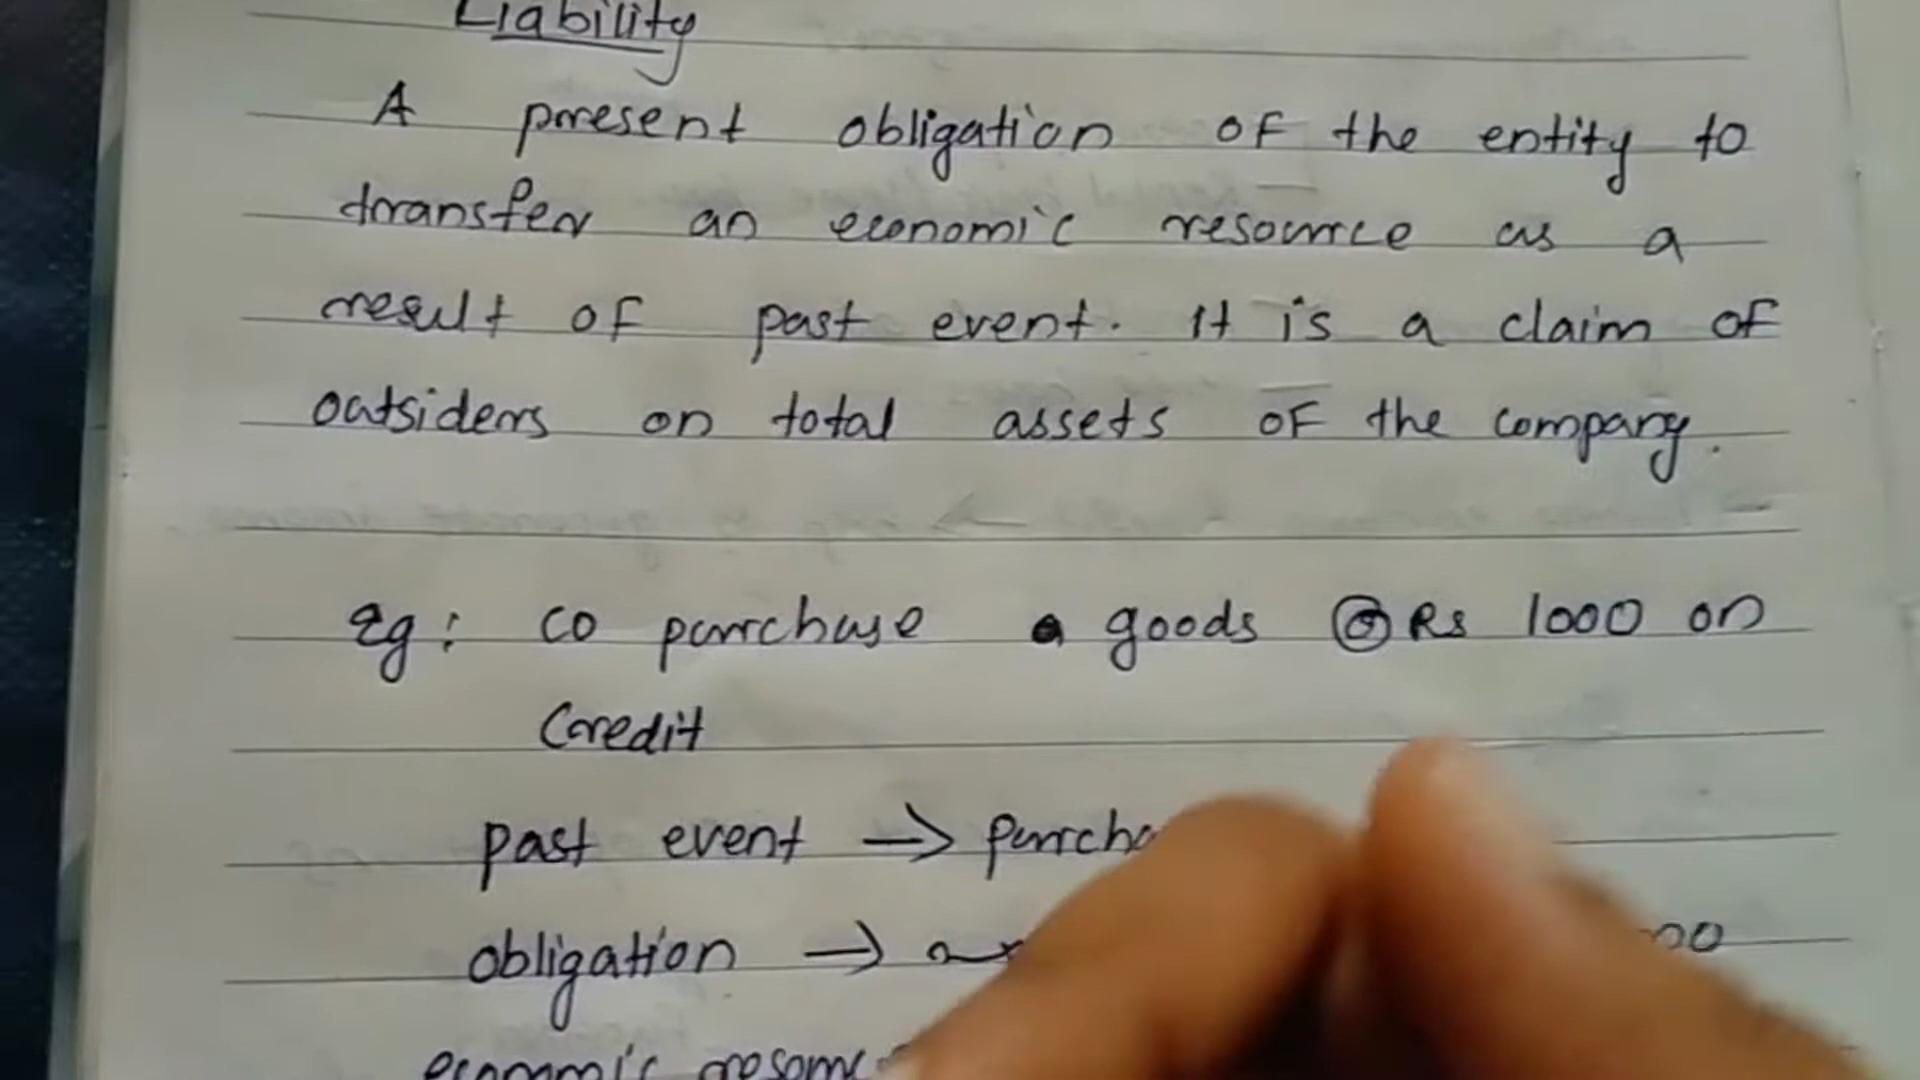 Liability
A present obligation of the entity to
transfer an economic resource as a
result of past event. It is a claim of
outsiders on total assets of the company.
eg: co purchase goods @ Rs 1000 on
Credit
past event →
obligation →
economic